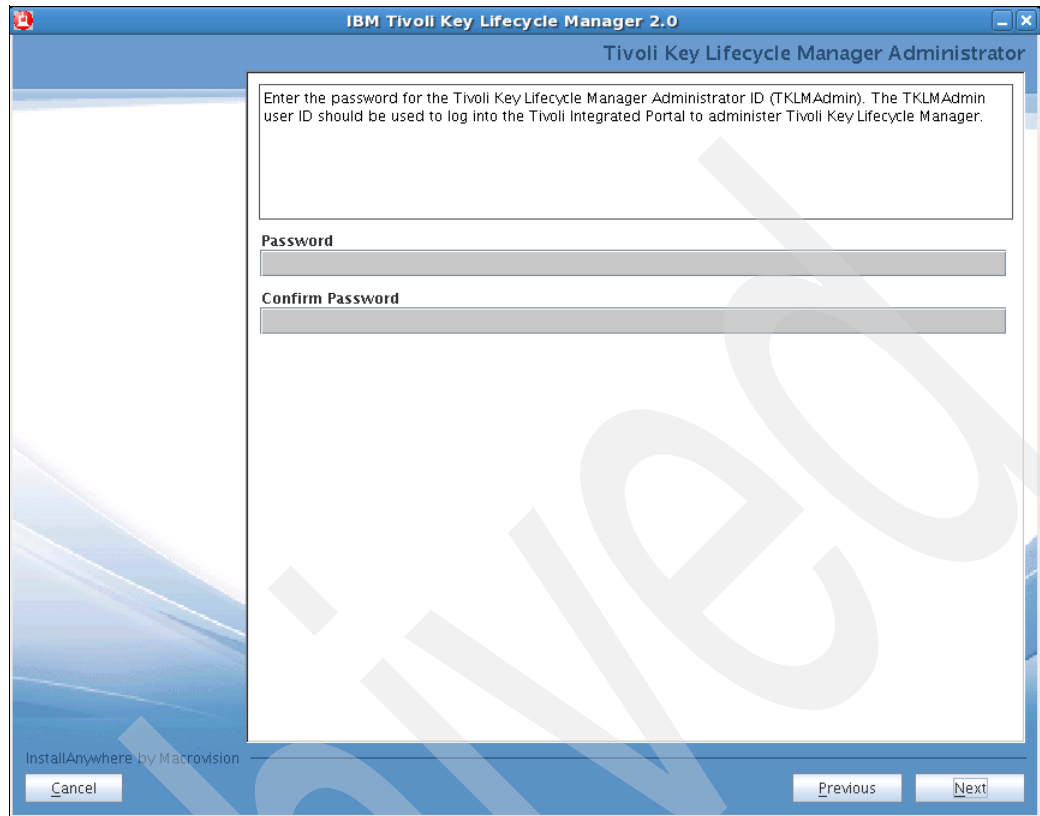 IBM Tivoli Key Lifecycle Manager 2.0
Tivoli Key Lifecycle Manager Administrator
Enter the password for the Tivoli Key Lifecycle Manager Administrator ID (TKLMAdmin). The TKLMAdmin
user ID should be used to log into the Tivoli Integrated Portal to administer Tivoli Key Lifecycle Manager.
Password
Confirm Password
InstallAnywhere by Macrovision
Cancel
Previous
Next